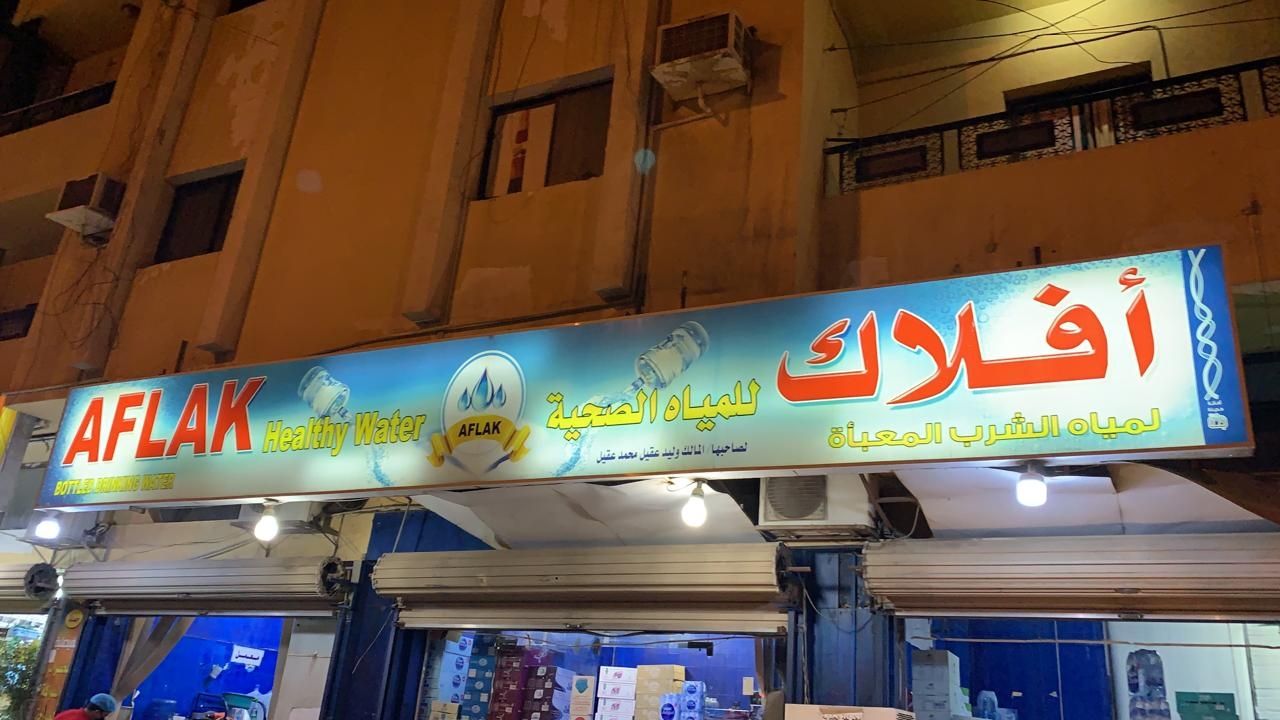 أفلاك
لمياه الشرب المعبأة
للمياه الصحية
لصاحبها/ المالك وليد عقيل محمد عقيل
AFLAK
AFLAK
Healthy Water
BOTTLED DRINKING WATER